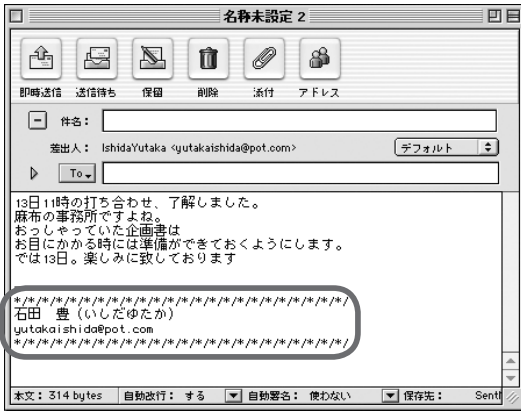 名称未設定 2
即時送信 送信待ち 保留 削除 添付 アドレス
件名：
差出人： IshidaYutaka <yutakaishida@pot.com> デフォルト
To
13日11時の打ち合わせ、了解しました。
麻布の事務所ですよね。
おっしゃっていた企画書は
お目にかかる時には準備ができておくようにします。
では13日。楽しみに致しております
*/*/*/*/*/*/*/*/*/*/*/*/*/*/*/*/*/*/*/*/*/
石田　豊（いしだゆたか）
yutakaishida@pot.com
*/*/*/*/*/*/*/*/*/*/*/*/*/*/*/*/*/*/*/*/*/
本文： 314 bytes 自動改行： する 自動署名： 使わない 保存先： Sent